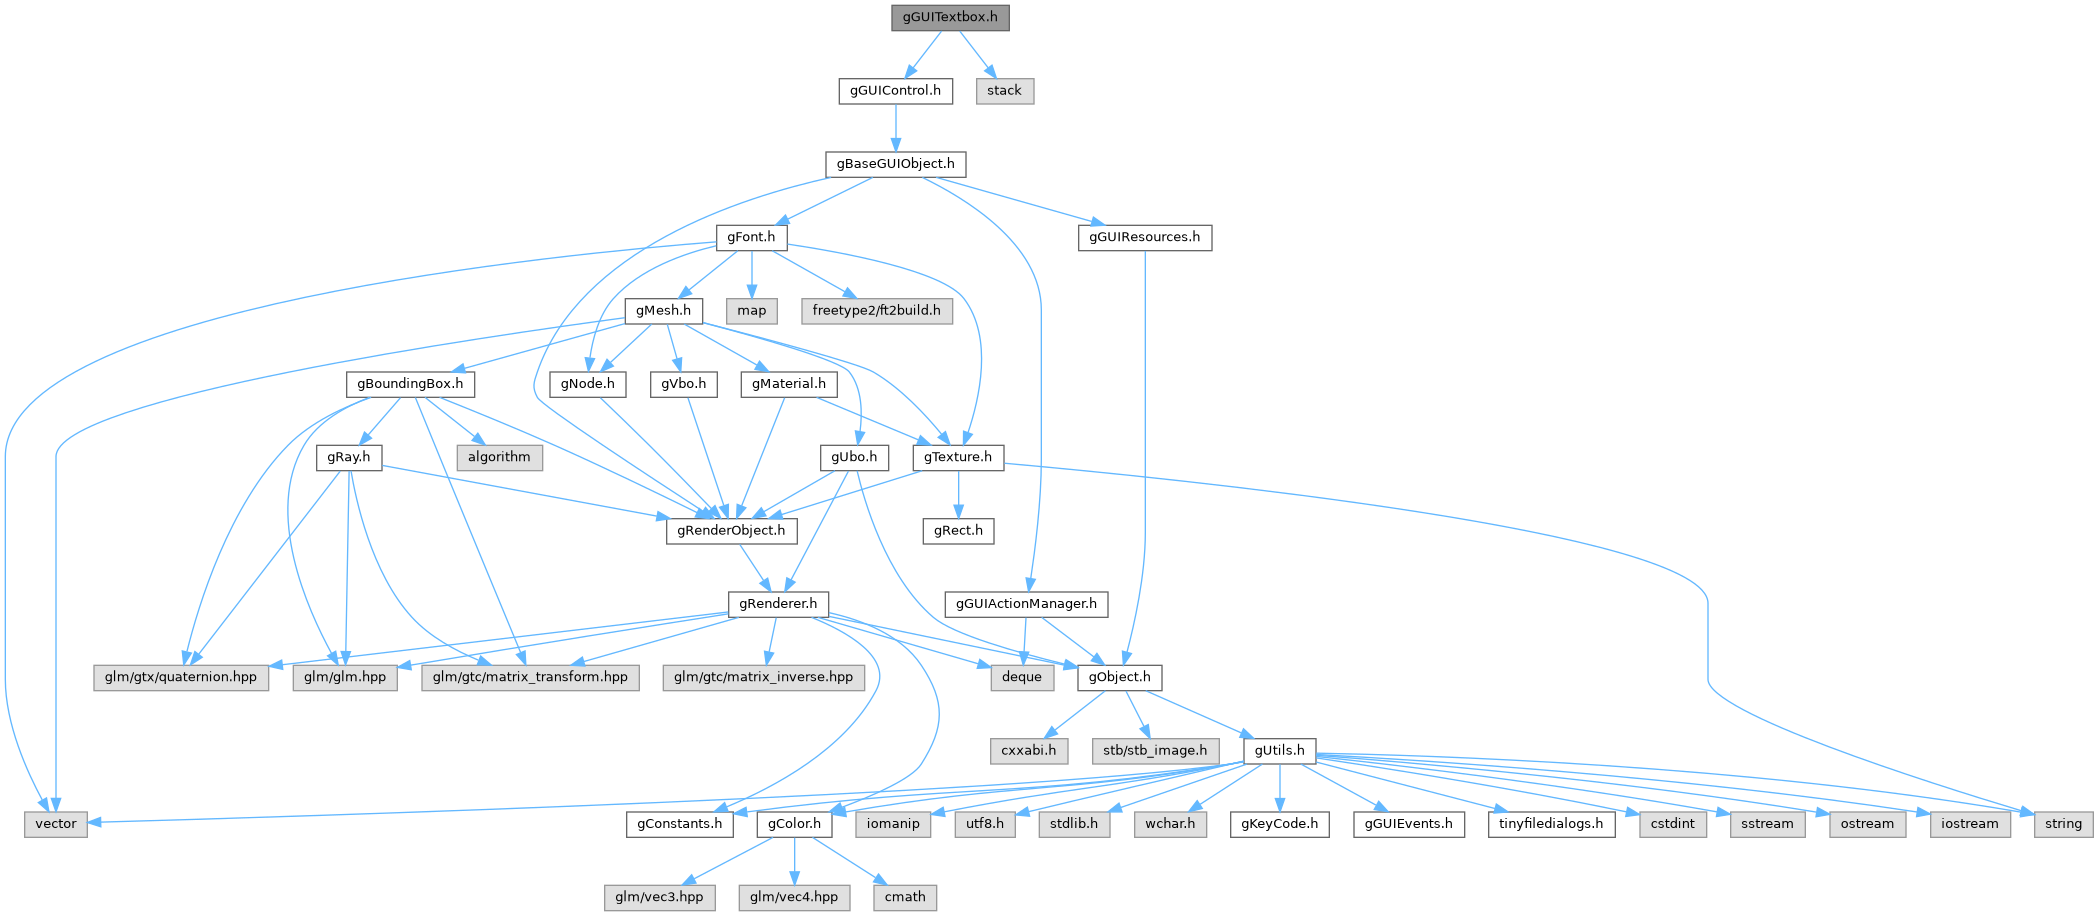 gGUITextbox.h
gGUIControl.h
stack
gBaseGUIObject.h
gFont.h
gGUIResources.h
gMesh.h
map
freetype2/ft2build.h
gBoundingBox.h
gNode.h
gVbo.h
gMaterial.h
gRay.h
algorithm
gUbo.h
gTexture.h
gRenderObject.h
gRect.h
gRenderer.h
gGUIActionManager.h
glm/gtx/quaternion.hpp
glm/glm.hpp
glm/gtc/matrix_transform.hpp
glm/gtc/matrix_inverse.hpp
deque
gObject.h
cxxabi.h
stb/stb_image.h
gUtils.h
vector
gConstants.h
gColor.h
iomanip
utf8.h
stdlib.h
wchar.h
gKeyCode.h
gGUIEvents.h
tinyfiledialogs.h
cstdint
sstream
ostream
iostream
string
glm/vec3.hpp
glm/vec4.hpp
cmath